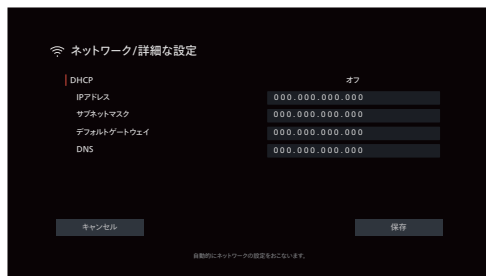 ネットワーク/詳細な設定
DHCP オフ
IPアドレス 000.000.000.000
サブネットマスク 000.000.000.000
デフォルトゲートウェイ 000.000.000.000
DNS 000.000.000.000
キャンセル 保存
自動的にネットワークの設定をおこないます。